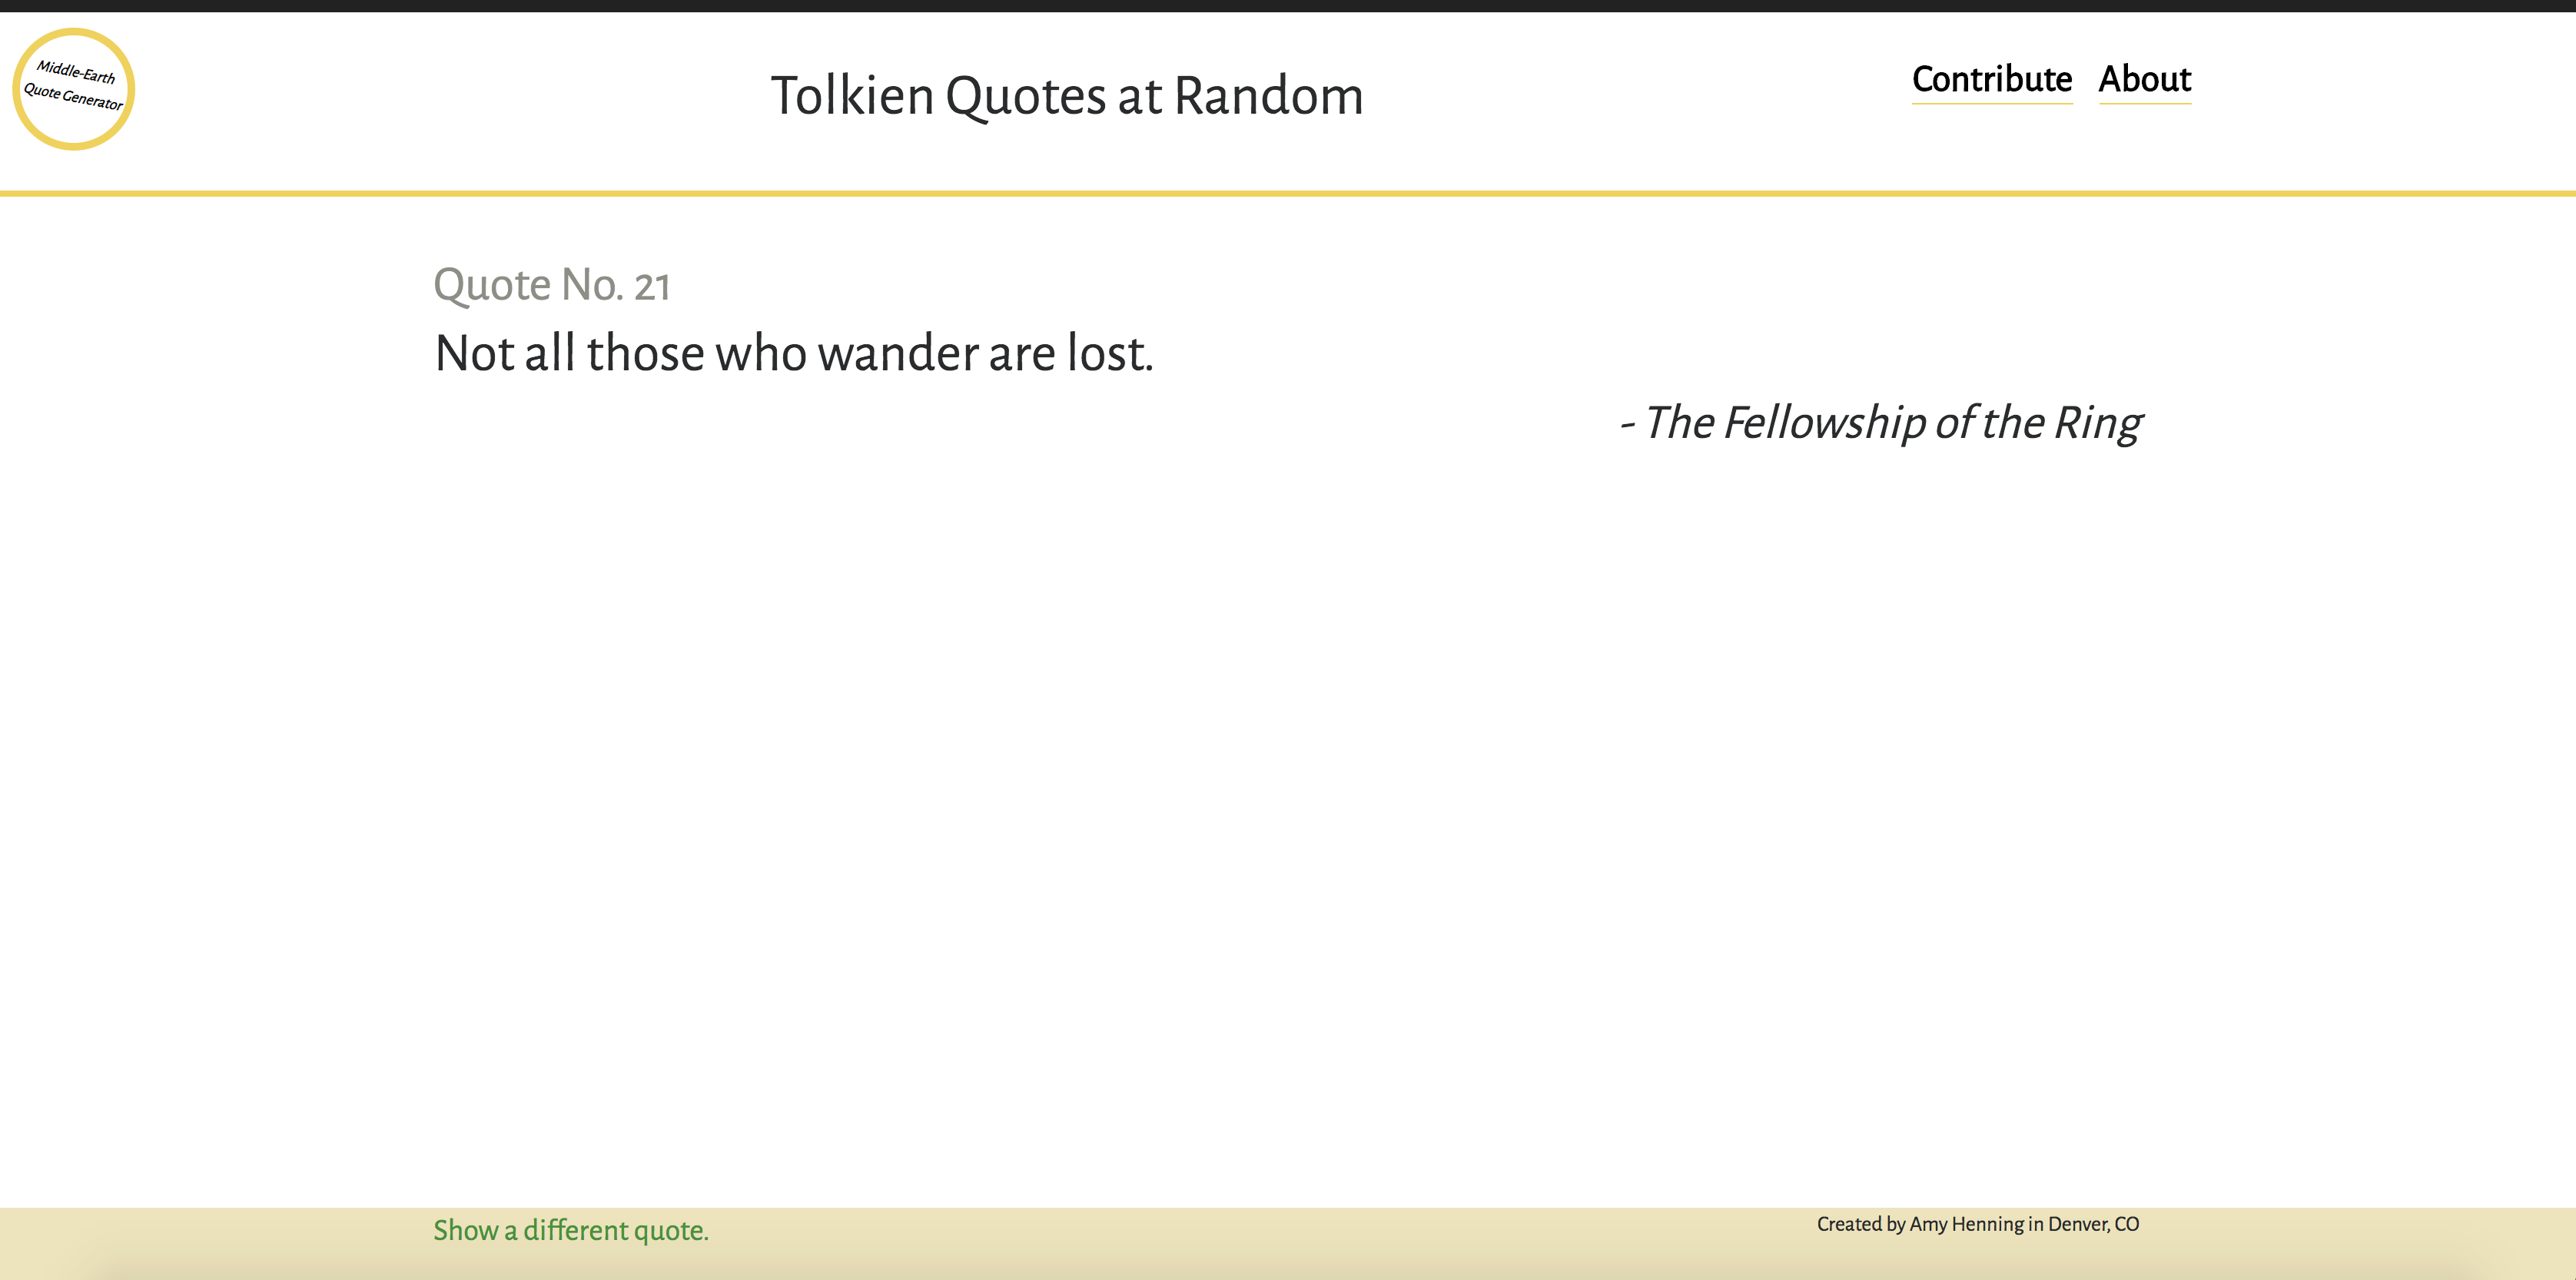 Middle-Earth
Quote Generator
Tolkien Quotes at Random
Contribute About
Quote No. 21
Not all those who wander are lost.
- The Fellowship of the Ring
Show a different quote.
Created by Amy Henning in Denver, CO